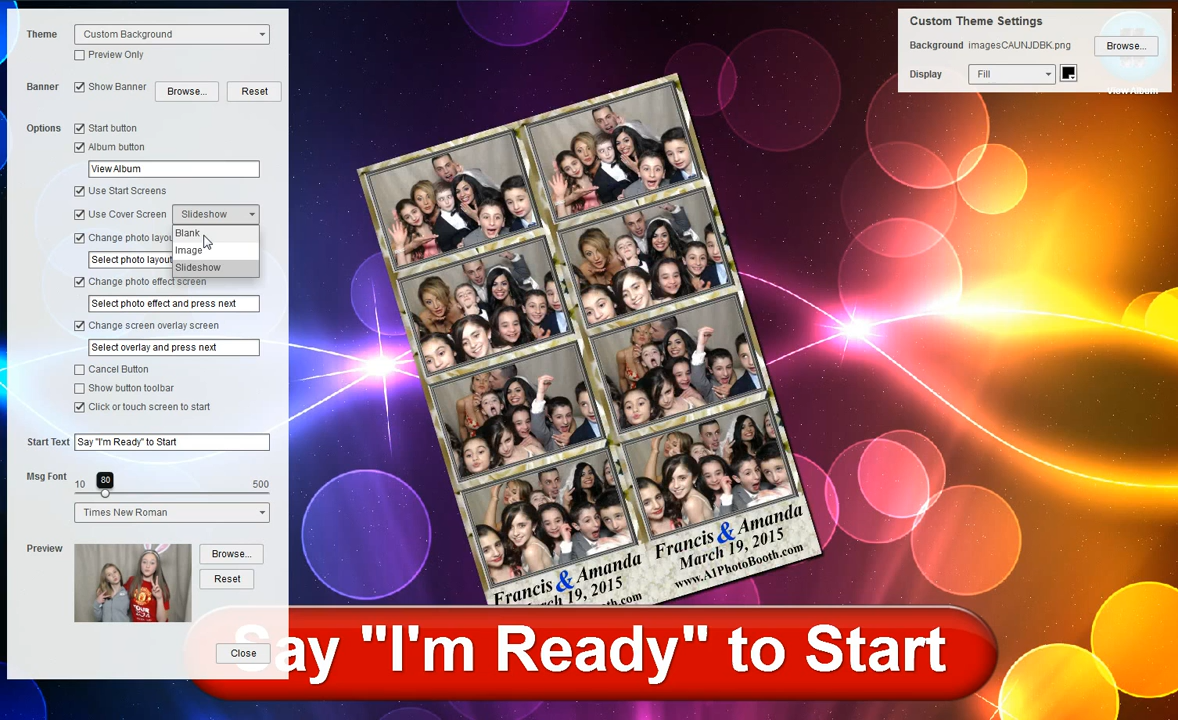 Theme
Custom Background
Preview Only
Banner
Show Banner
Browse...
Reset
Options
Start button
Album button
View Album
Use Start Screens
Use Cover Screen
Slideshow
Blank
Image
Slideshow
Change photo layou
Select photo layout
Change photo effect screen
Select photo effect and press next
Change screen overlay screen
Select overlay and press next
Cancel Button
Show button toolbar
Click or touch screen to start
Start Text
Say "I'm Ready" to Start
Msg Font
10
80
500
Times New Roman
Preview
Browse...
Reset
Close
Custom Theme Settings
Background
imagesCAUNJDBK.png
Browse...
Display
Fill
View Album
Francis & Amanda
March 19, 2015
www.A1PhotoBooth.com
Francis & Amanda
March 19, 2015
Booth.com
Say "I'm Ready" to Start